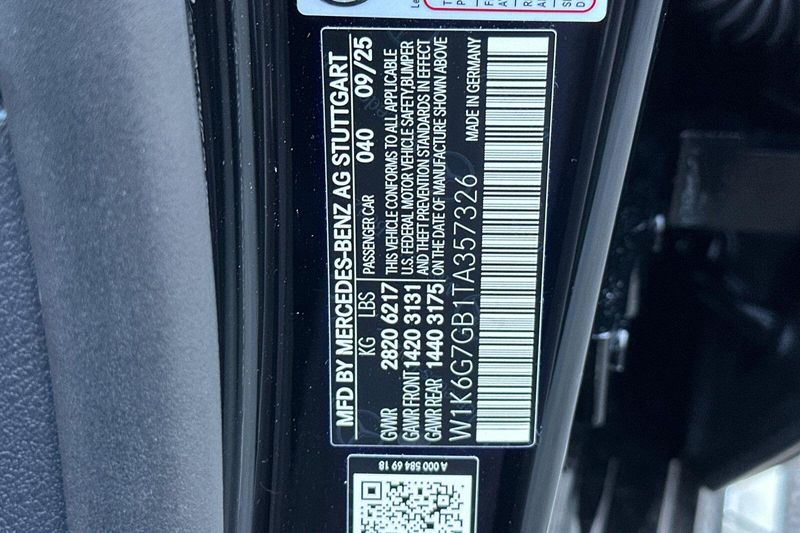 MFD BY MERCEDES-BENZ AG STUTTGART
KG LBS PASSENGER CAR 040 09/25
GVWR 2820 6217 THIS VEHICLE CONFORMS TO ALL APPLICABLE
GAWR FRONT 1420 3131 U.S. FEDERAL MOTOR VEHICLE SAFETY,BUMPER
AND THEFT PREVENTION STANDARDS IN EFFECT
GAWR REAR 1440 3175 ON THE DATE OF MANUFACTURE SHOWN ABOVE
W1K6G7GB1TA357326 MADE IN GERMANY
A 000 584 69 18